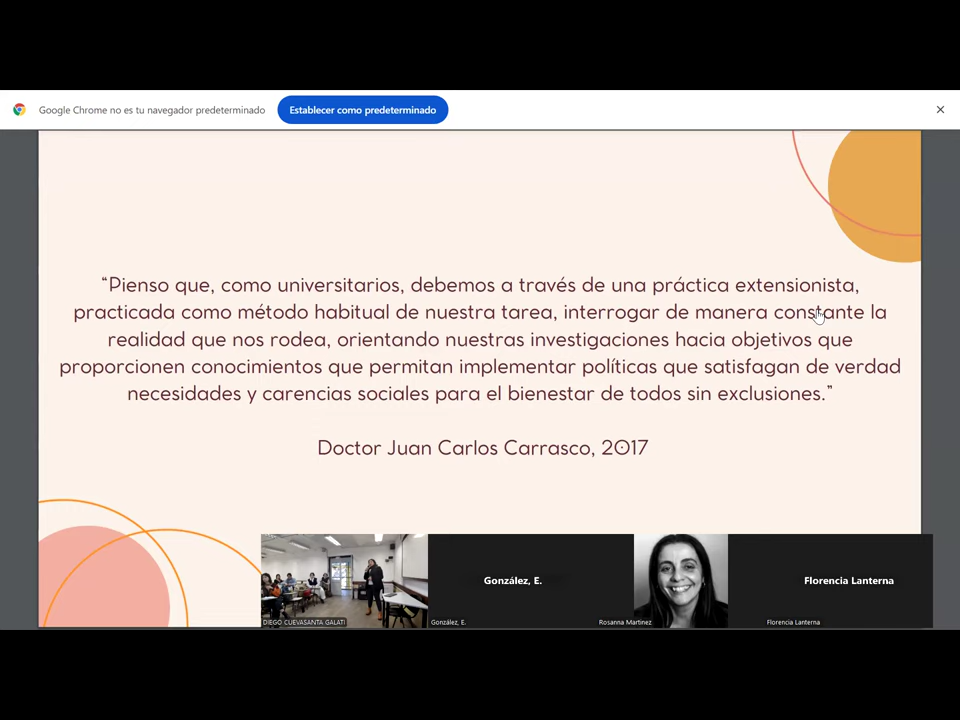 Google Chrome no es tu navegador predeterminado
Establecer como predeterminado
“Pienso que, como universitarios, debemos a través de una práctica extensionista,
practicada como método habitual de nuestra tarea, interrogar de manera constante la
realidad que nos rodea, orientando nuestras investigaciones hacia objetivos que
proporcionen conocimientos que permitan implementar políticas que satisfagan de verdad
necesidades y carencias sociales para el bienestar de todos sin exclusiones.”
Doctor Juan Carlos Carrasco, 2017
González, E.
Florencia Lanterna
DIEGO CUEVASANTA GALATI
González, E.
Rosanna Martinez
Florencia Lanterna